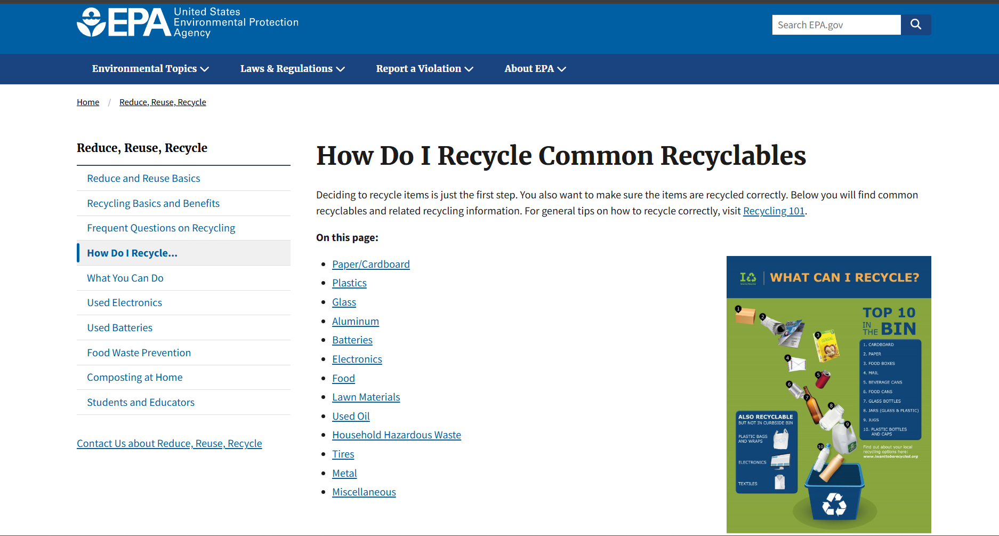 EPA United States
Environmental Protection
Agency
Search EPA.gov
Environmental Topics
Laws & Regulations
Report a Violation
About EPA
Home / Reduce, Reuse, Recycle
Reduce, Reuse, Recycle
Reduce and Reuse Basics
Recycling Basics and Benefits
Frequent Questions on Recycling
How Do I Recycle...
What You Can Do
Used Electronics
Used Batteries
Food Waste Prevention
Composting at Home
Students and Educators
Contact Us about Reduce, Reuse, Recycle
How Do I Recycle Common Recyclables
Deciding to recycle items is just the first step. You also want to make sure the items are recycled correctly. Below you will find common
recyclables and related recycling information. For general tips on how to recycle correctly, visit Recycling 101.
On this page:
Paper/Cardboard
Plastics
Glass
Aluminum
Batteries
Electronics
Food
Lawn Materials
Used Oil
Household Hazardous Waste
Tires
Metal
Miscellaneous
I WHAT CAN I RECYCLE?
TOP 10
IN
THE BIN
1. CARDBOARD
2. PAPER
3. FOOD BOXES
4. MAIL
5. BEVERAGE CANS
6. FOOD CANS
7. GLASS BOTTLES
8. JARS (GLASS & PLASTIC)
9. JUGS
10. PLASTIC BOTTLES
AND CAPS
Find out about your local
recycling options here:
www.iwanttoberecycled.org
1
2
3
CEREAL
4
5
6
7
8
9
10
ALSO RECYCLABLE
BUT NOT IN CURBSIDE BIN
PLASTIC BAGS
AND WRAPS
ELECTRONICS
TEXTILES